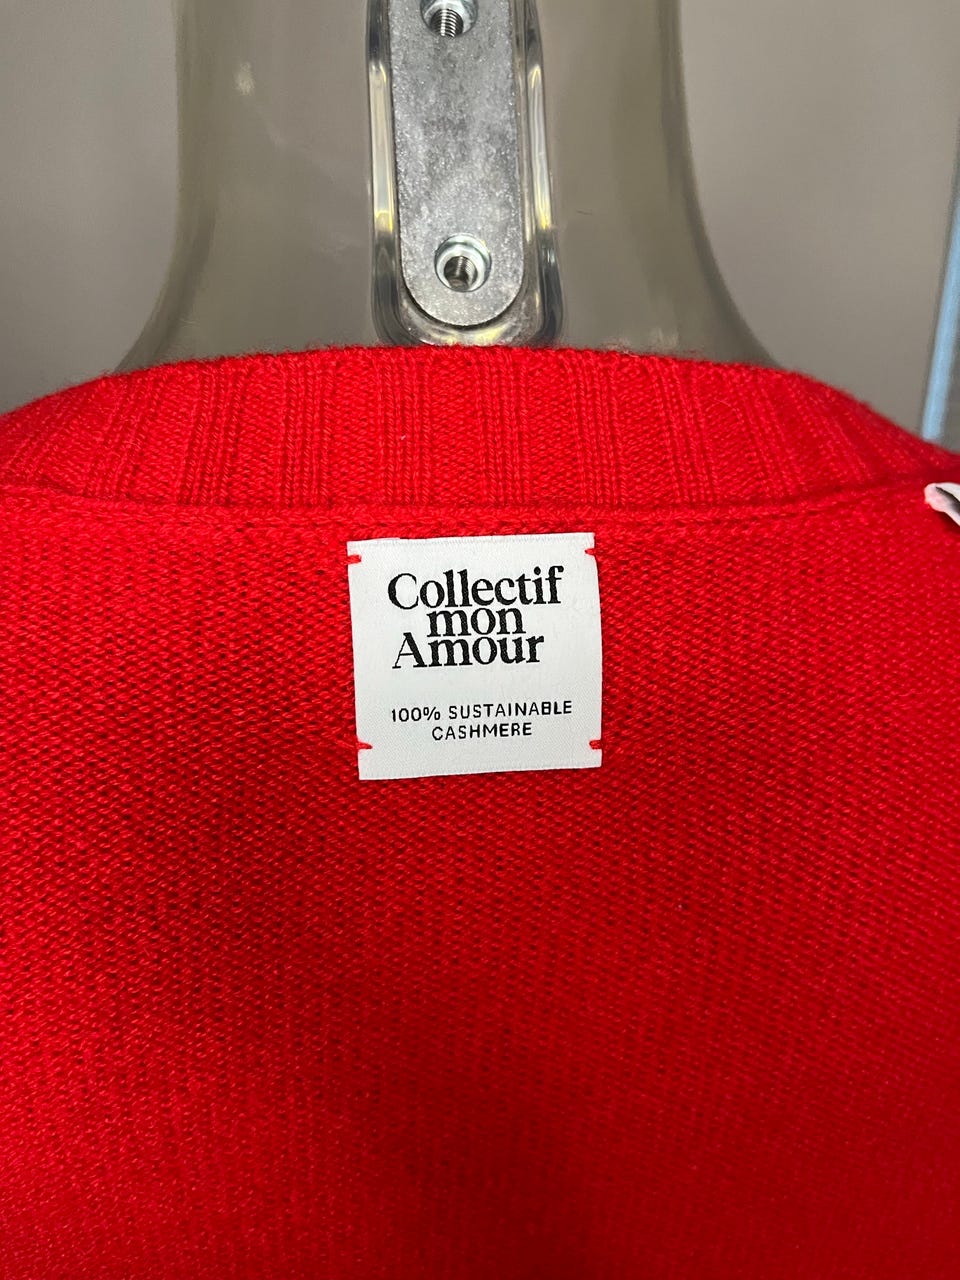 Collectif
mon
Amour
100% SUSTAINABLE
CASHMERE